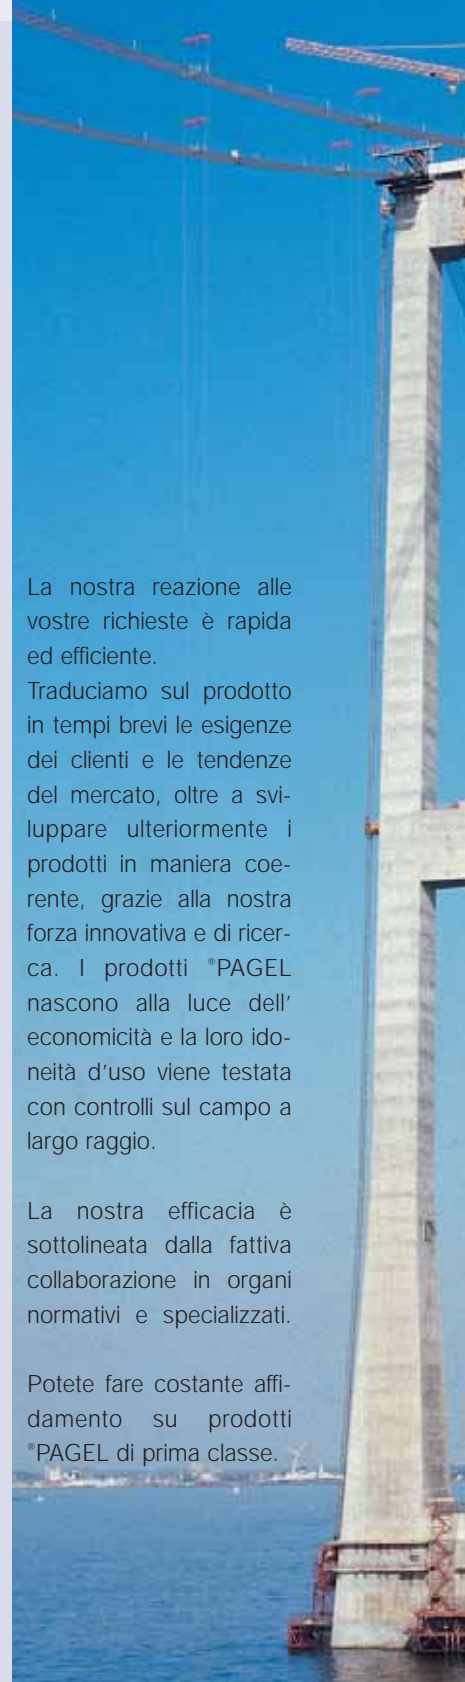 La nostra reazione alle
vostre richieste è rapida
ed efficiente.
Traduciamo sul prodotto
in tempi brevi le esigenze
dei clienti e le tendenze
del mercato, oltre a svi-
luppare ulteriormente i
prodotti in maniera coe-
rente, grazie alla nostra
forza innovativa e di ricer-
ca. I prodotti ®PAGEL
nascono alla luce dell’
economicità e la loro ido-
neità d’uso viene testata
con controlli sul campo a
largo raggio.
La nostra efficacia è
sottolineata dalla fattiva
collaborazione in organi
normativi e specializzati.
Potete fare costante affi-
damento su prodotti
®PAGEL di prima classe.